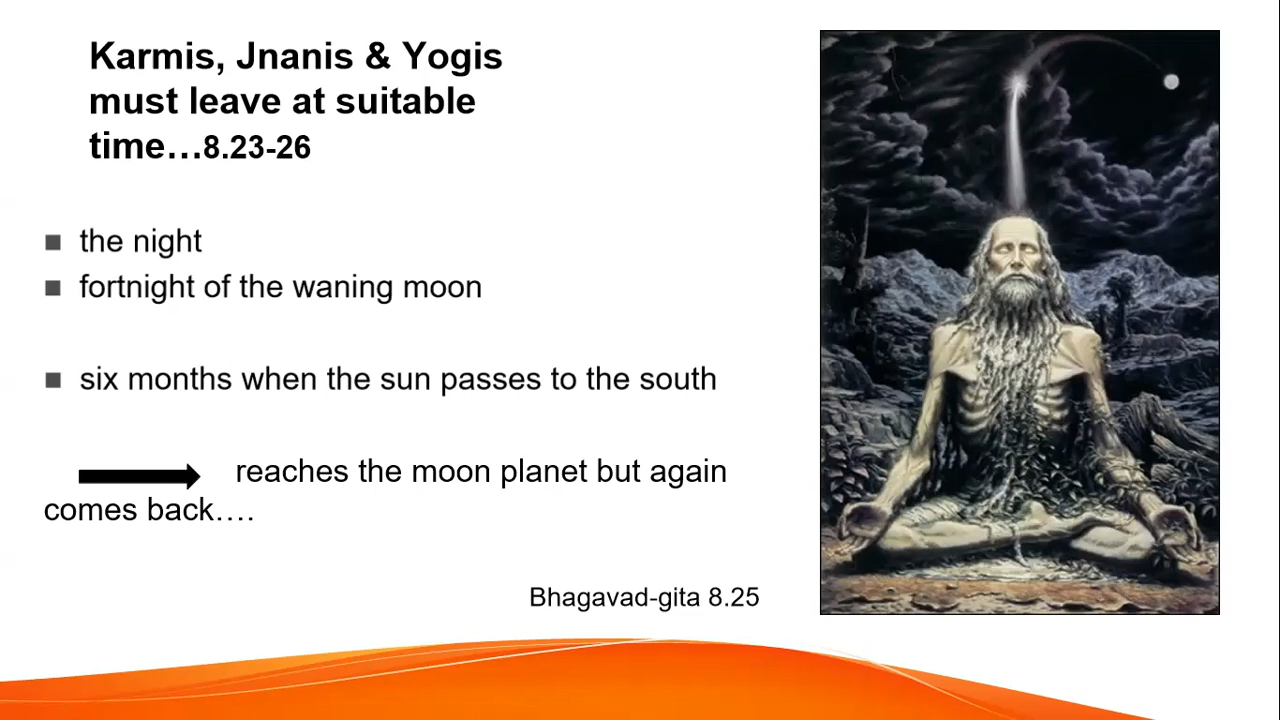 Karmis, Jnanis & Yogis
must leave at suitable
time…8.23-26
the night
fortnight of the waning moon
six months when the sun passes to the south
reaches the moon planet but again
comes back….
Bhagavad-gita 8.25